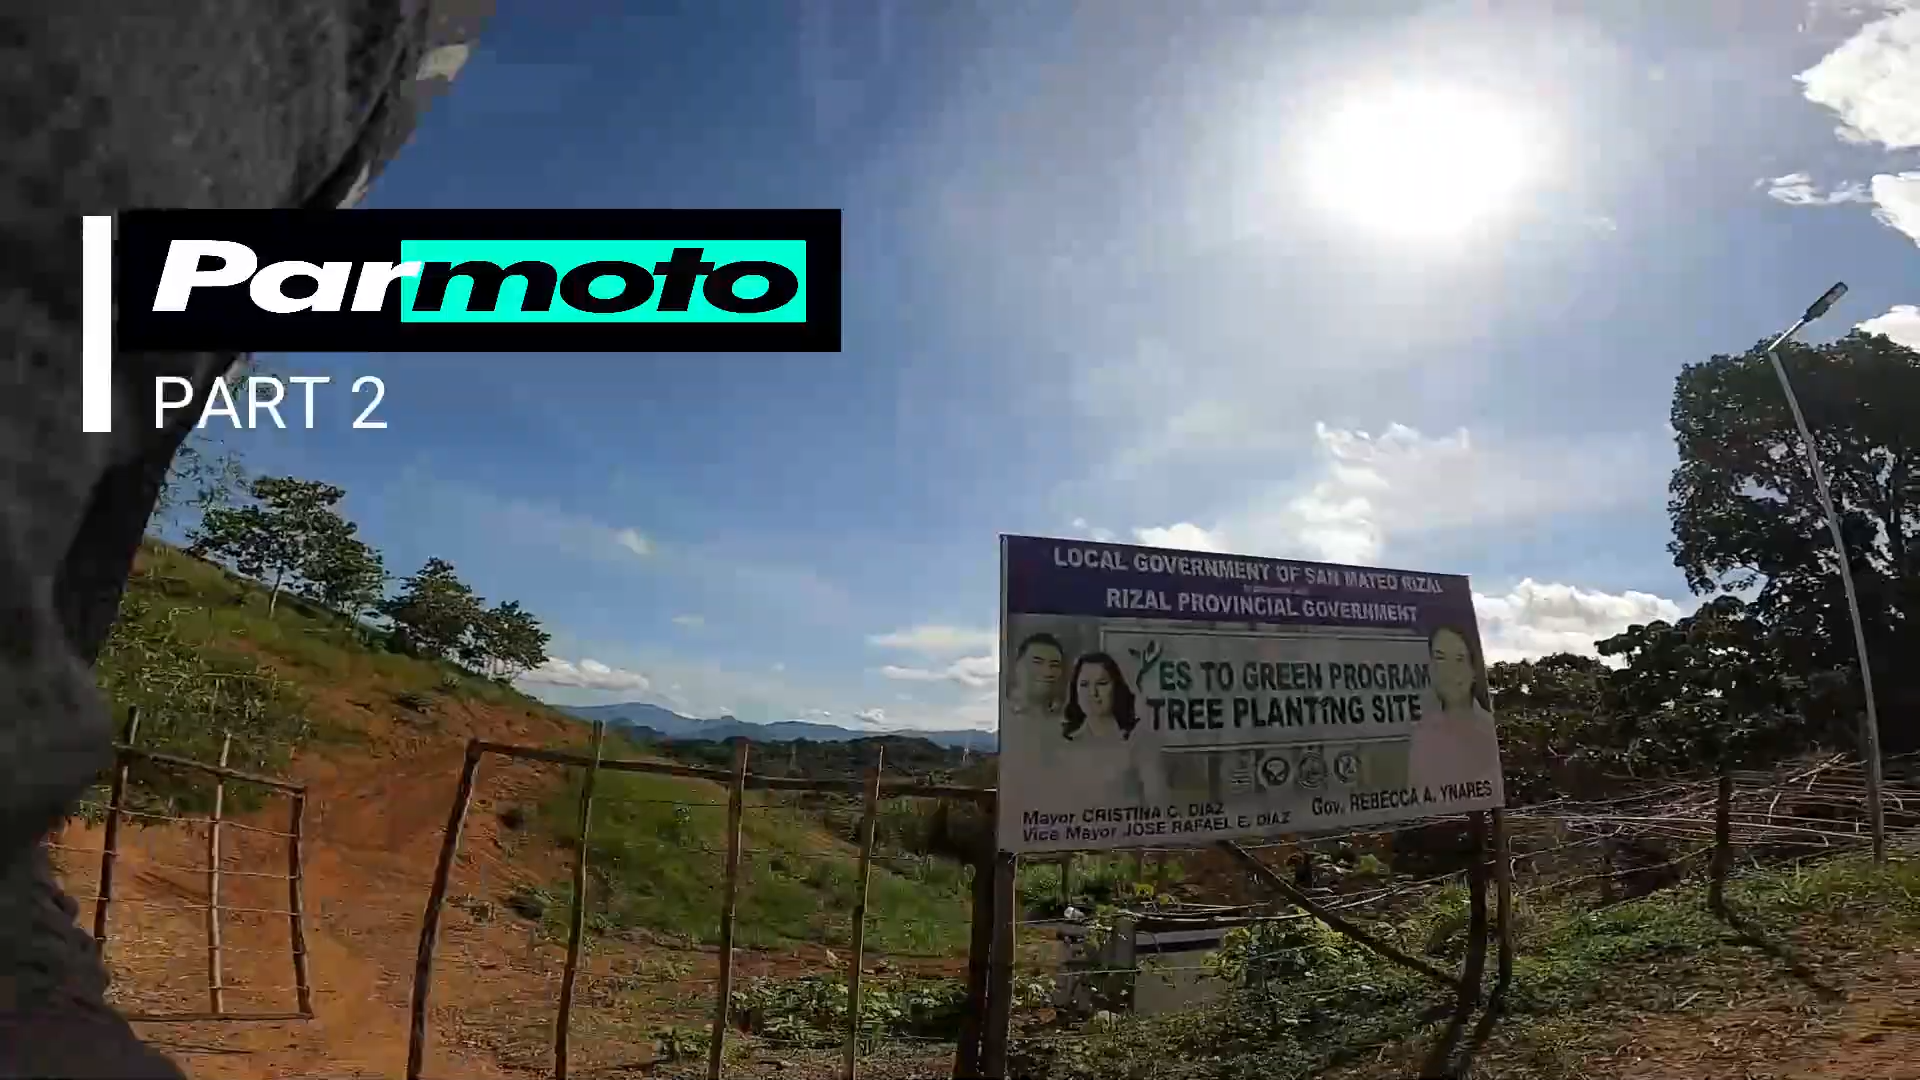 Parmoto
PART 2
LOCAL GOVERNMENT OF SAN MATEO RIZAL
RIZAL PROVINCIAL GOVERNMENT
YES TO GREEN PROGRAM
TREE PLANTING SITE
Mayor CRISTINA C. DIAZ
Vice Mayor JOSE RAFAEL E. DIAZ
Gov. REBECCA A. YNARES